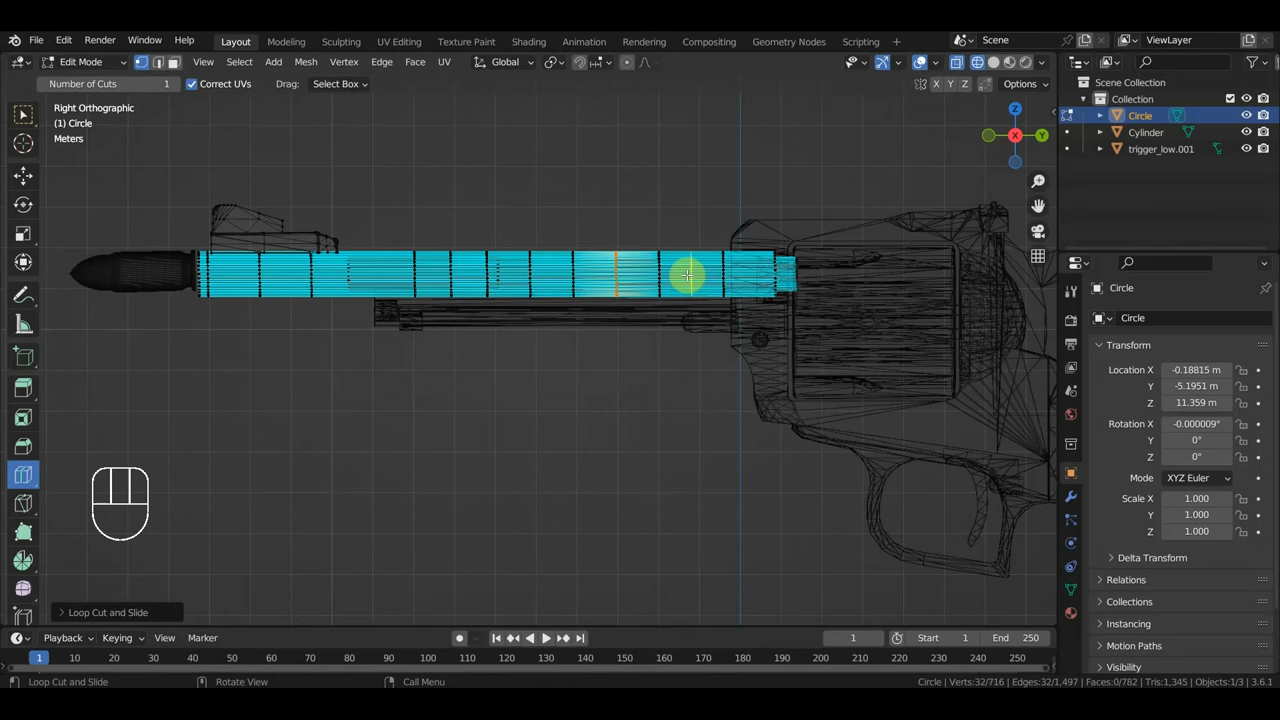 File Edit Render Window Help Layout Modeling Sculpting UV Editing Texture Paint Shading Animation Rendering Compositing Geometry Nodes Scripting + Scene ViewLayer
Edit Mode View Select Add Mesh Vertex Edge Face UV Global
Number of Cuts 1 Correct UVs Drag: Select Box X Y Z Options
Right Orthographic
(1) Circle
Meters
Z
X
Y
Scene Collection
Collection
Circle
Cylinder
trigger_low.001
Circle
Circle
Transform
Location X -0.18815 m
Y -5.1951 m
Z 11.359 m
Rotation X -0.000009°
Y 0°
Z 0°
Mode XYZ Euler
Scale X 1.000
Y 1.000
Z 1.000
Delta Transform
Relations
Collections
Instancing
Motion Paths
Visibility
Loop Cut and Slide
Playback Keying View Marker 1 Start 1 End 250
1 10 20 30 40 50 60 70 80 90 100 110 120 130 140 150 160 170 180 190 200 210 220 230 240 250
Loop Cut and Slide Rotate View Call Menu Circle | Verts:32/716 | Edges:32/1,497 | Faces:0/782 | Tris:1,345 | Objects:1/3 | 3.6.1